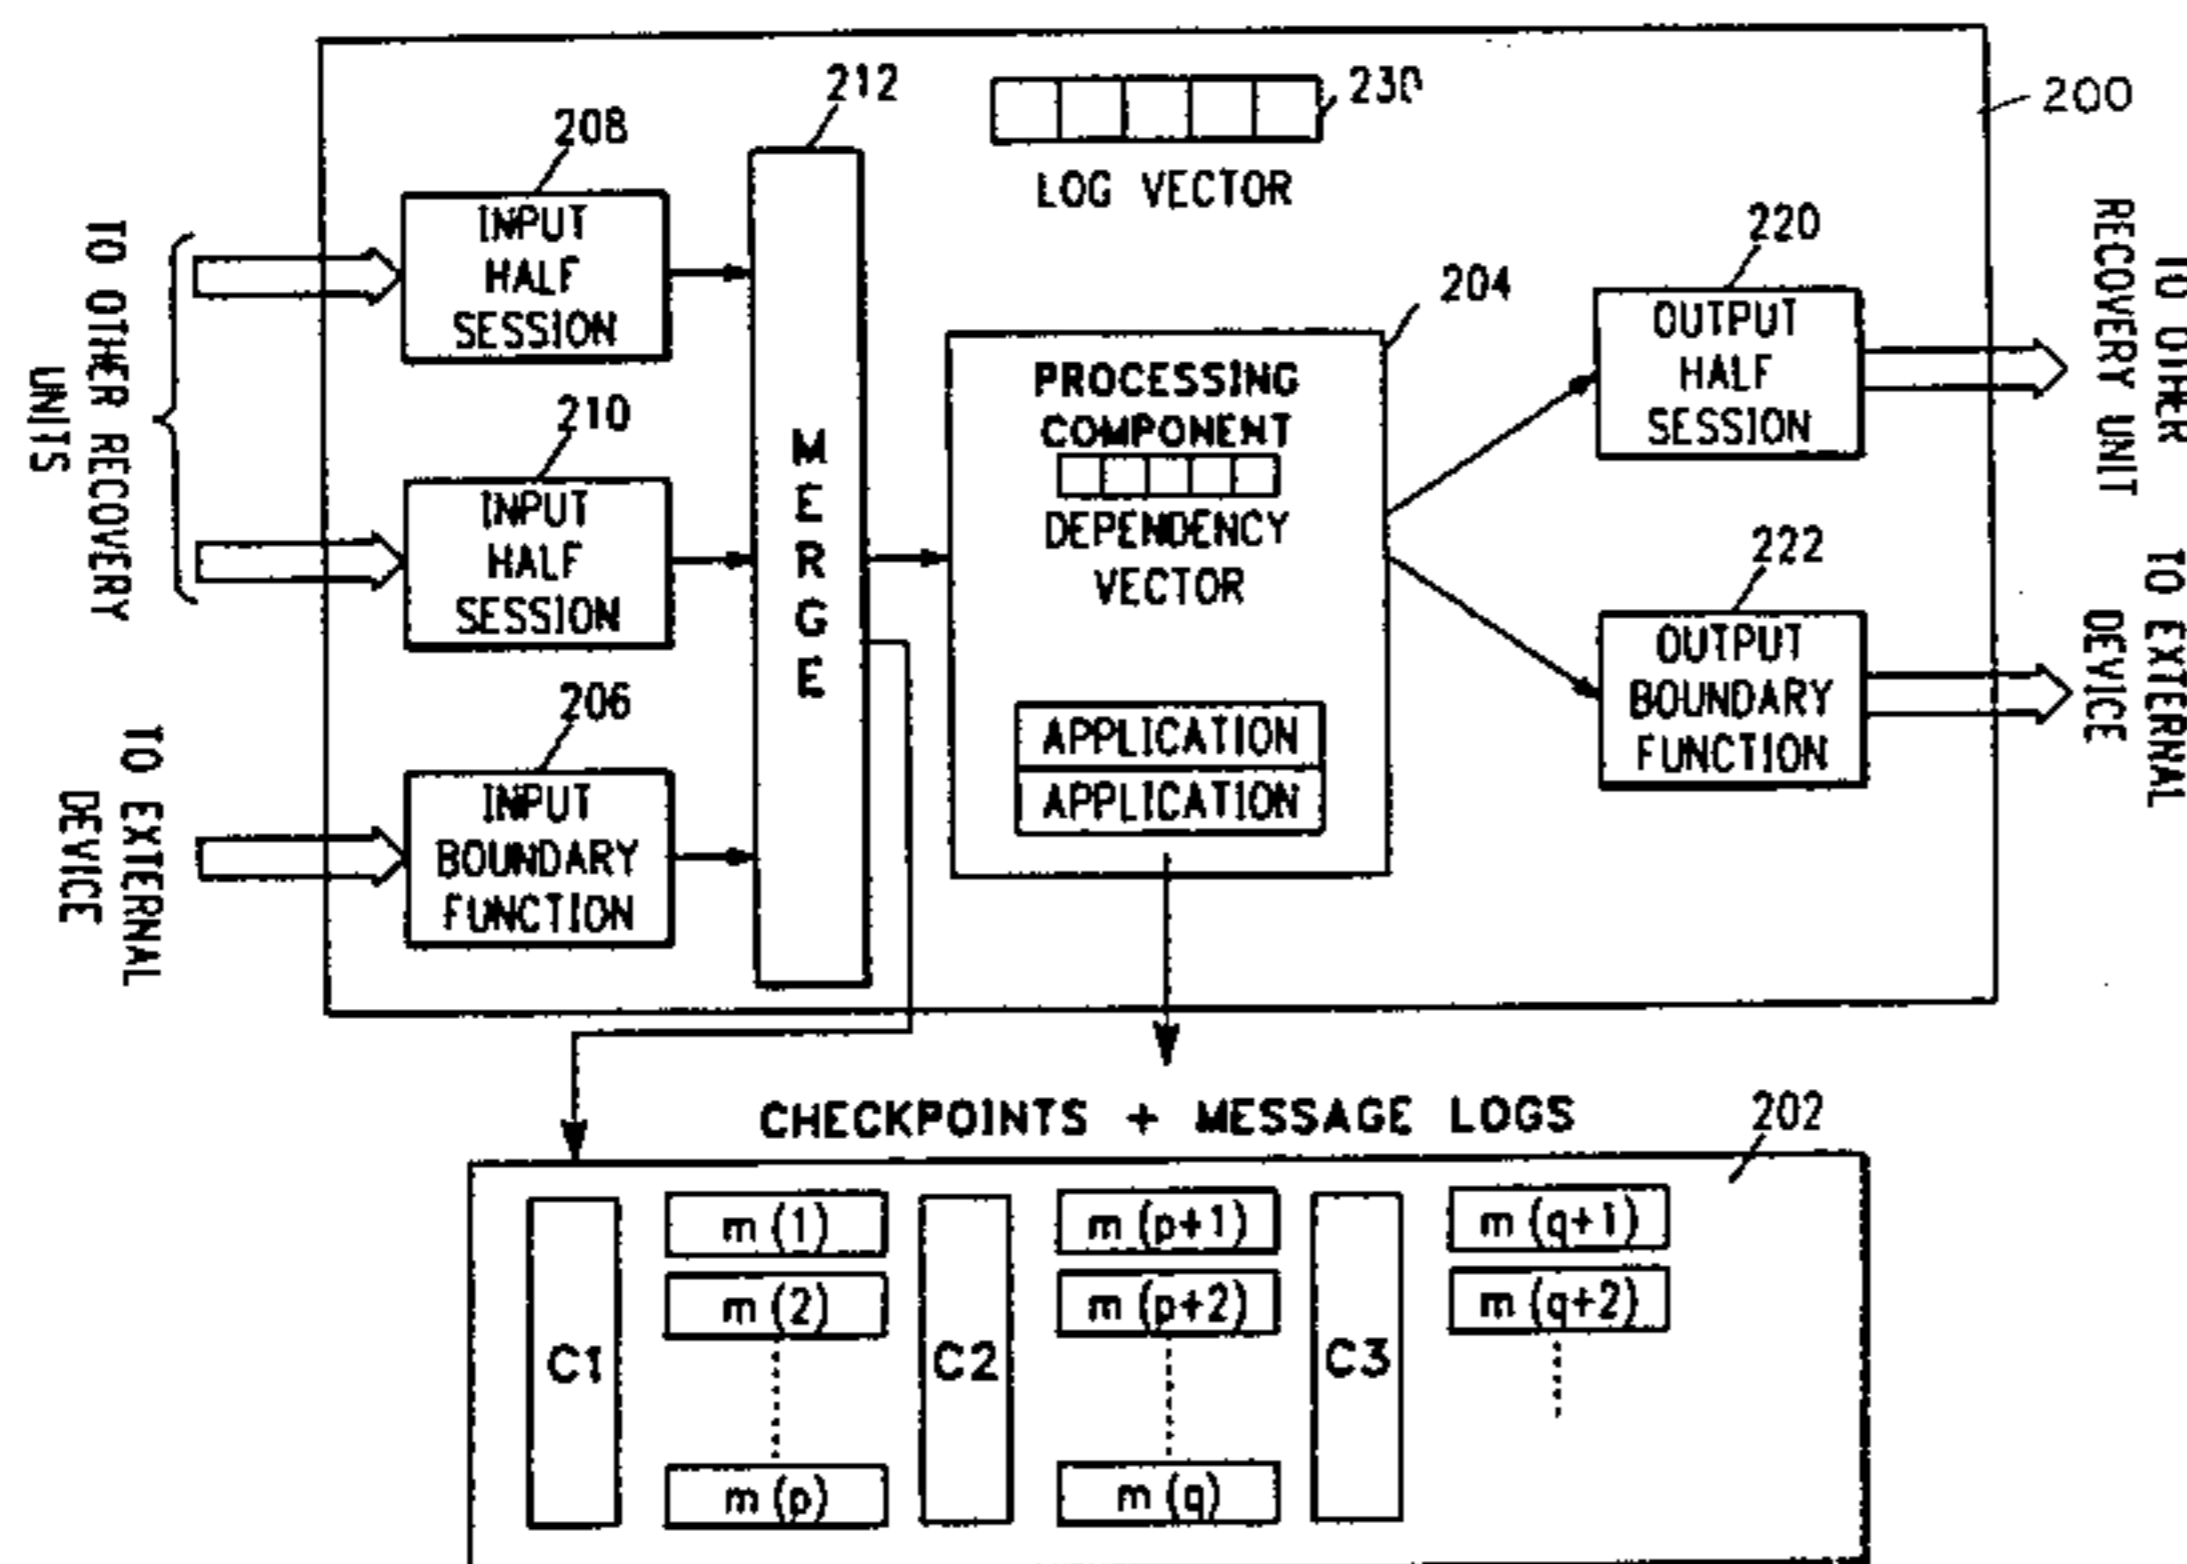 212
230
200
208
LOG VECTOR
INPUT
HALF
SESSION
TO OTHER RECOVERY
UNITS
220
OUTPUT
HALF
SESSION
TO OTHER
RECOVERY UNIT
204
PROCESSING
COMPONENT
DEPENDENCY
VECTOR
210
INPUT
HALF
SESSION
MERGE
222
OUTPUT
BOUNDARY
FUNCTION
TO EXTERNAL
DEVICE
206
INPUT
BOUNDARY
FUNCTION
TO EXTERNAL
DEVICE
APPLICATION
APPLICATION
CHECKPOINTS + MESSAGE LOGS
202
C1
m (1)
m (2)
m (p)
C2
m (p+1)
m (p+2)
m (q)
C3
m (q+1)
m (q+2)